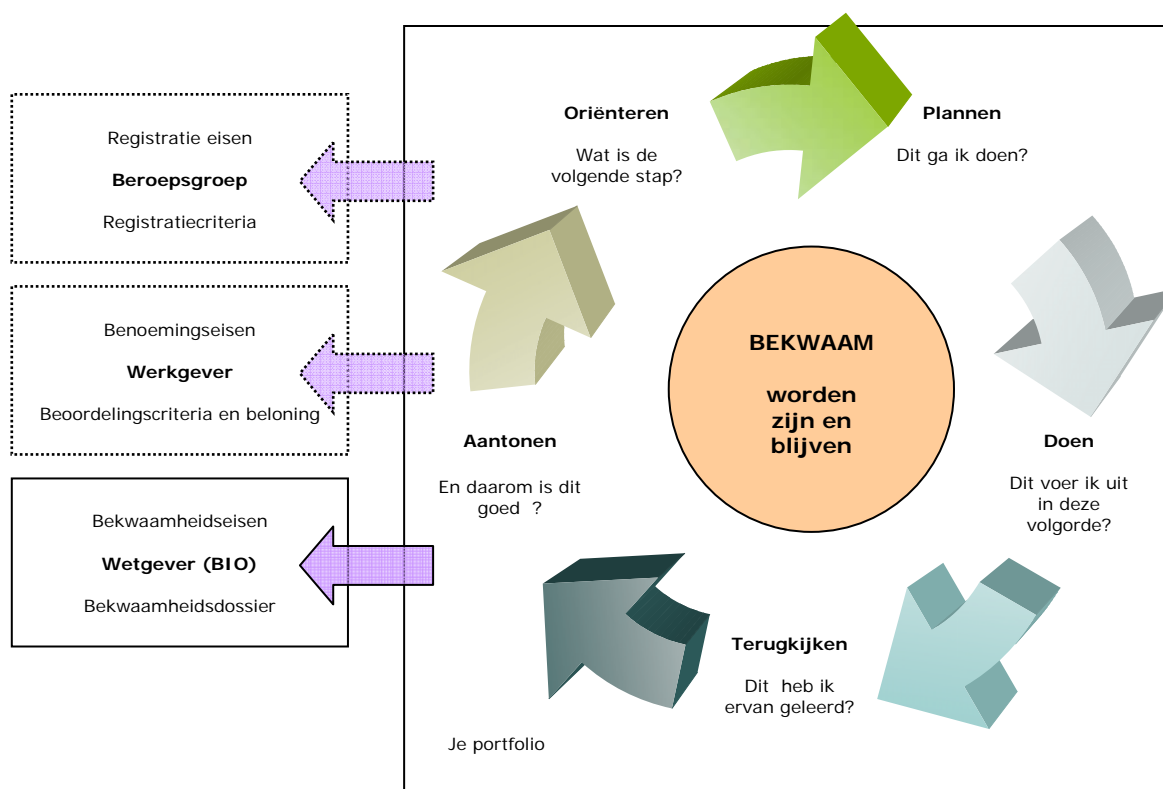 Registratie eisen
Beroepsgroep
Registratiecriteria
Benoemingseisen
Werkgever
Beoordelingscriteria en beloning
Bekwaamheidseisen
Wetgever (BIO)
Bekwaamheidsdossier
Oriënteren
Wat is de
volgende stap?
Plannen
Dit ga ik doen?
BEKWAAM
worden
zijn en
blijven
Aantonen
En daarom is dit
goed ?
Doen
Dit voer ik uit
in deze
volgorde?
Terugkijken
Dit heb ik
ervan geleerd?
Je portfolio